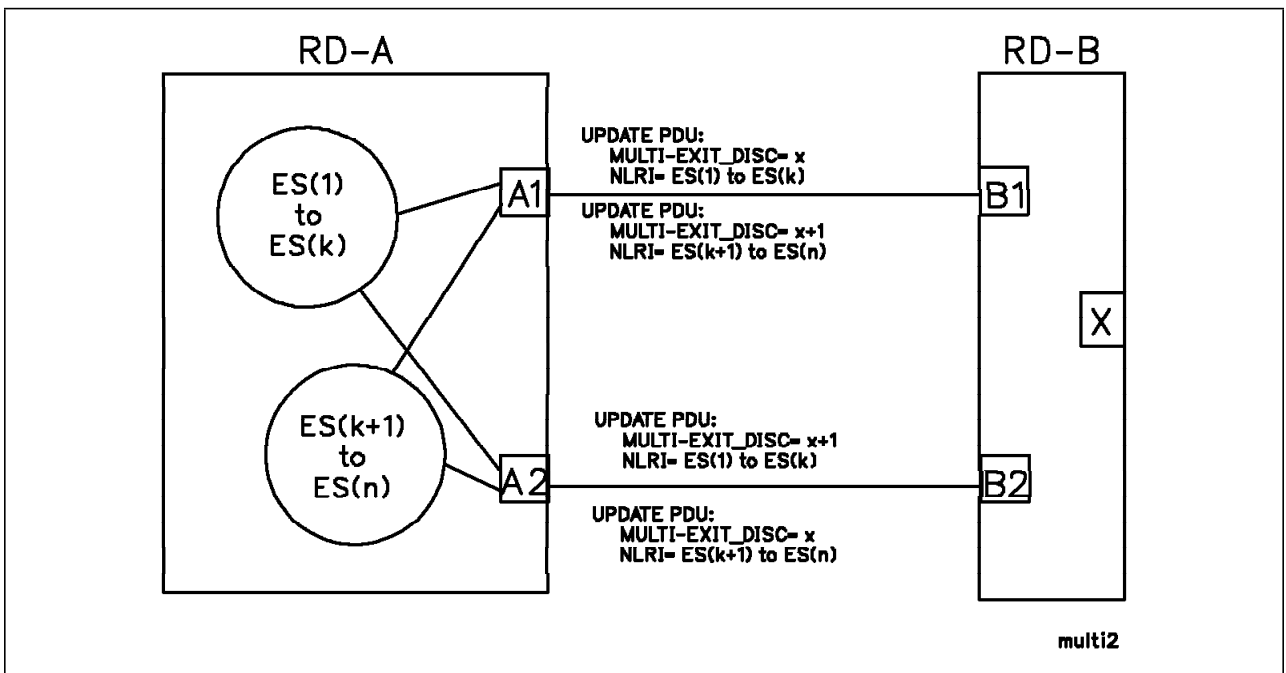 RD-A
RD-B
UPDATE PDU:
MULTI-EXIT_DISC= x
NLRI= ES(1) to ES(k)
ES(1)
to
ES(k)
A1
B1
UPDATE PDU:
MULTI-EXIT_DISC= x+1
NLRI= ES(k+1) to ES(n)
X
ES(k+1)
to
ES(n)
UPDATE PDU:
MULTI-EXIT_DISC= x+1
NLRI= ES(1) to ES(k)
A2
B2
UPDATE PDU:
MULTI-EXIT_DISC= x
NLRI= ES(k+1) to ES(n)
multi2